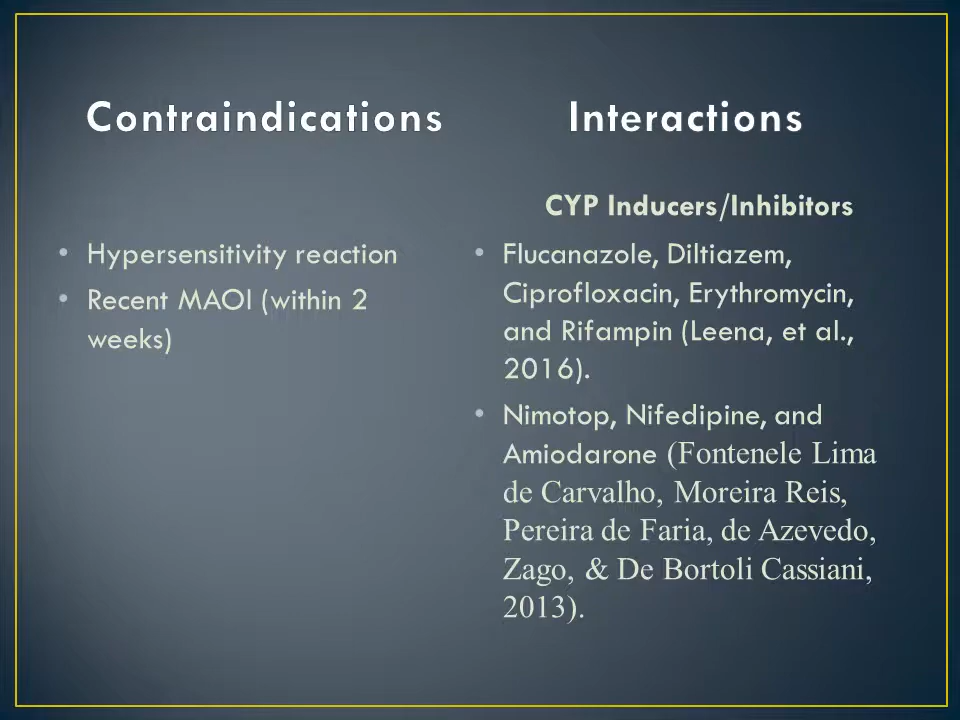 Contraindications
• Hypersensitivity reaction
• Recent MAOI (within 2
weeks)
Interactions
CYP Inducers/Inhibitors
• Flucanazole, Diltiazem,
Ciprofloxacin, Erythromycin,
and Rifampin (Leena, et al.,
2016).
• Nimotop, Nifedipine, and
Amiodarone (Fontenele Lima
de Carvalho, Moreira Reis,
Pereira de Faria, de Azevedo,
Zago, & De Bortoli Cassiani,
2013).